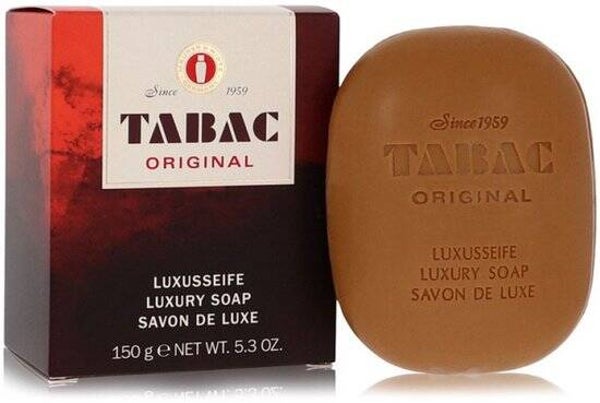 Since 1959
TABAC
ORIGINAL
LUXUSSEIFE
LUXURY SOAP
SAVON DE LUXE
150 g e NET WT. 5.3 OZ.
Since 1959
TABAC
ORIGINAL
LUXUSSEIFE
LUXURY SOAP
SAVON DE LUXE